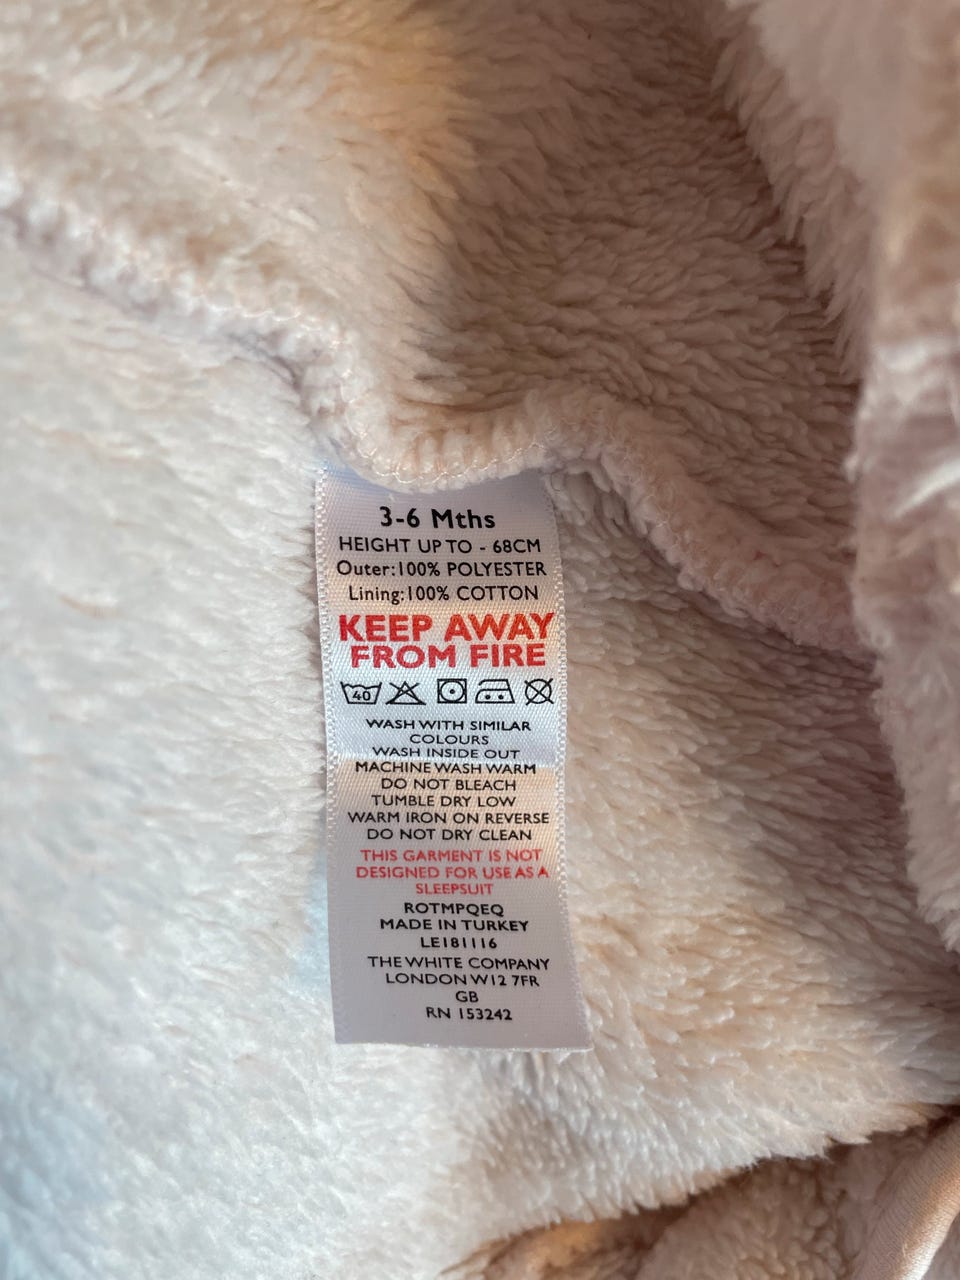 3-6 Mths
HEIGHT UP TO - 68CM
Outer:100% POLYESTER
Lining:100% COTTON
KEEP AWAY
FROM FIRE
40
WASH WITH SIMILAR
COLOURS
WASH INSIDE OUT
MACHINE WASH WARM
DO NOT BLEACH
TUMBLE DRY LOW
WARM IRON ON REVERSE
DO NOT DRY CLEAN
THIS GARMENT IS NOT
DESIGNED FOR USE AS A
SLEEPSUIT
ROTMPQEQ
MADE IN TURKEY
LE181116
THE WHITE COMPANY
LONDON W12 7FR
GB
RN 153242